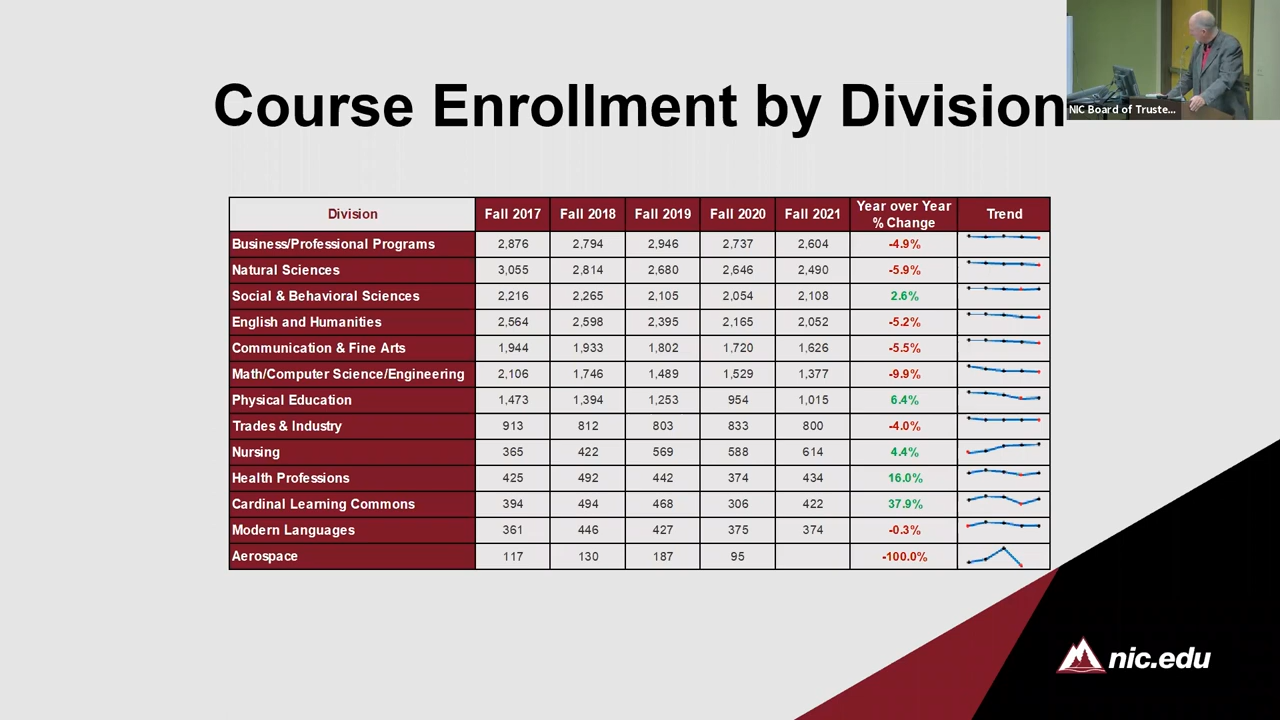 Course Enrollment by Division
NIC Board of Truste...
Division Fall 2017 Fall 2018 Fall 2019 Fall 2020 Fall 2021 Year over Year % Change Trend
Business/Professional Programs 2,876 2,794 2,946 2,737 2,604 -4.9%
Natural Sciences 3,055 2,814 2,680 2,646 2,490 -5.9%
Social & Behavioral Sciences 2,216 2,265 2,105 2,054 2,108 2.6%
English and Humanities 2,564 2,598 2,395 2,165 2,052 -5.2%
Communication & Fine Arts 1,944 1,933 1,802 1,720 1,626 -5.5%
Math/Computer Science/Engineering 2,106 1,746 1,489 1,529 1,377 -9.9%
Physical Education 1,473 1,394 1,253 954 1,015 6.4%
Trades & Industry 913 812 803 833 800 -4.0%
Nursing 365 422 569 588 614 4.4%
Health Professions 425 492 442 374 434 16.0%
Cardinal Learning Commons 394 494 468 306 422 37.9%
Modern Languages 361 446 427 375 374 -0.3%
Aerospace 117 130 187 95 -100.0%
nic.edu